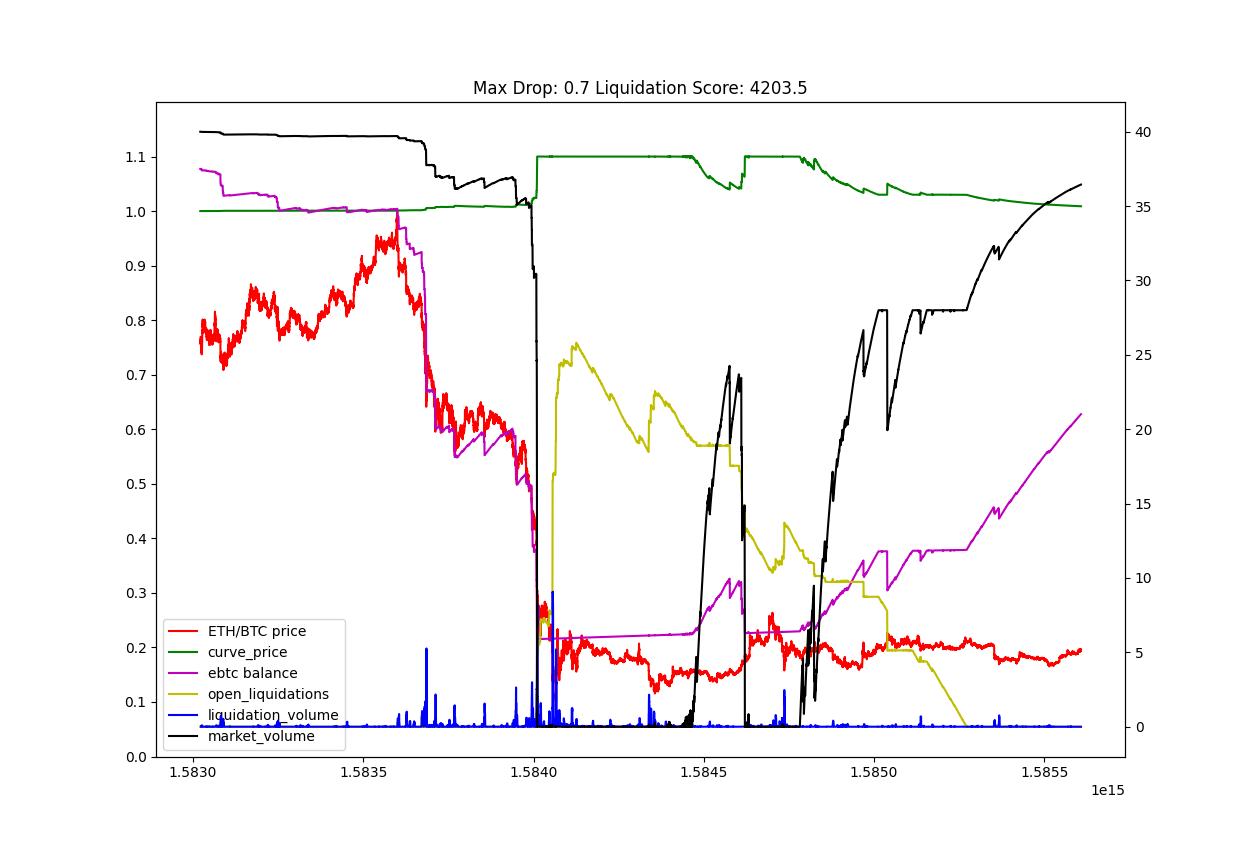 Max Drop: 0.7 Liquidation Score: 4203.5
1.1
1.0
0.9
0.8
0.7
0.6
0.5
0.4
0.3
0.2
0.1
0.0
40
35
30
25
20
15
10
5
0
ETH/BTC price
curve_price
ebtc balance
open_liquidations
liquidation_volume
market_volume
1.5830 1.5835 1.5840 1.5845 1.5850 1.5855
1e15